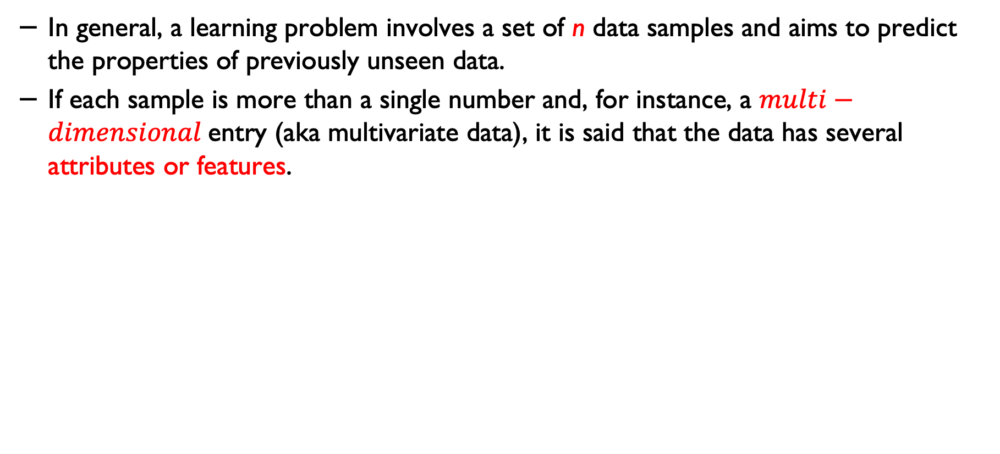 – In general, a learning problem involves a set of n data samples and aims to predict
the properties of previously unseen data.
– If each sample is more than a single number and, for instance, a multi −
dimensional entry (aka multivariate data), it is said that the data has several
attributes or features.